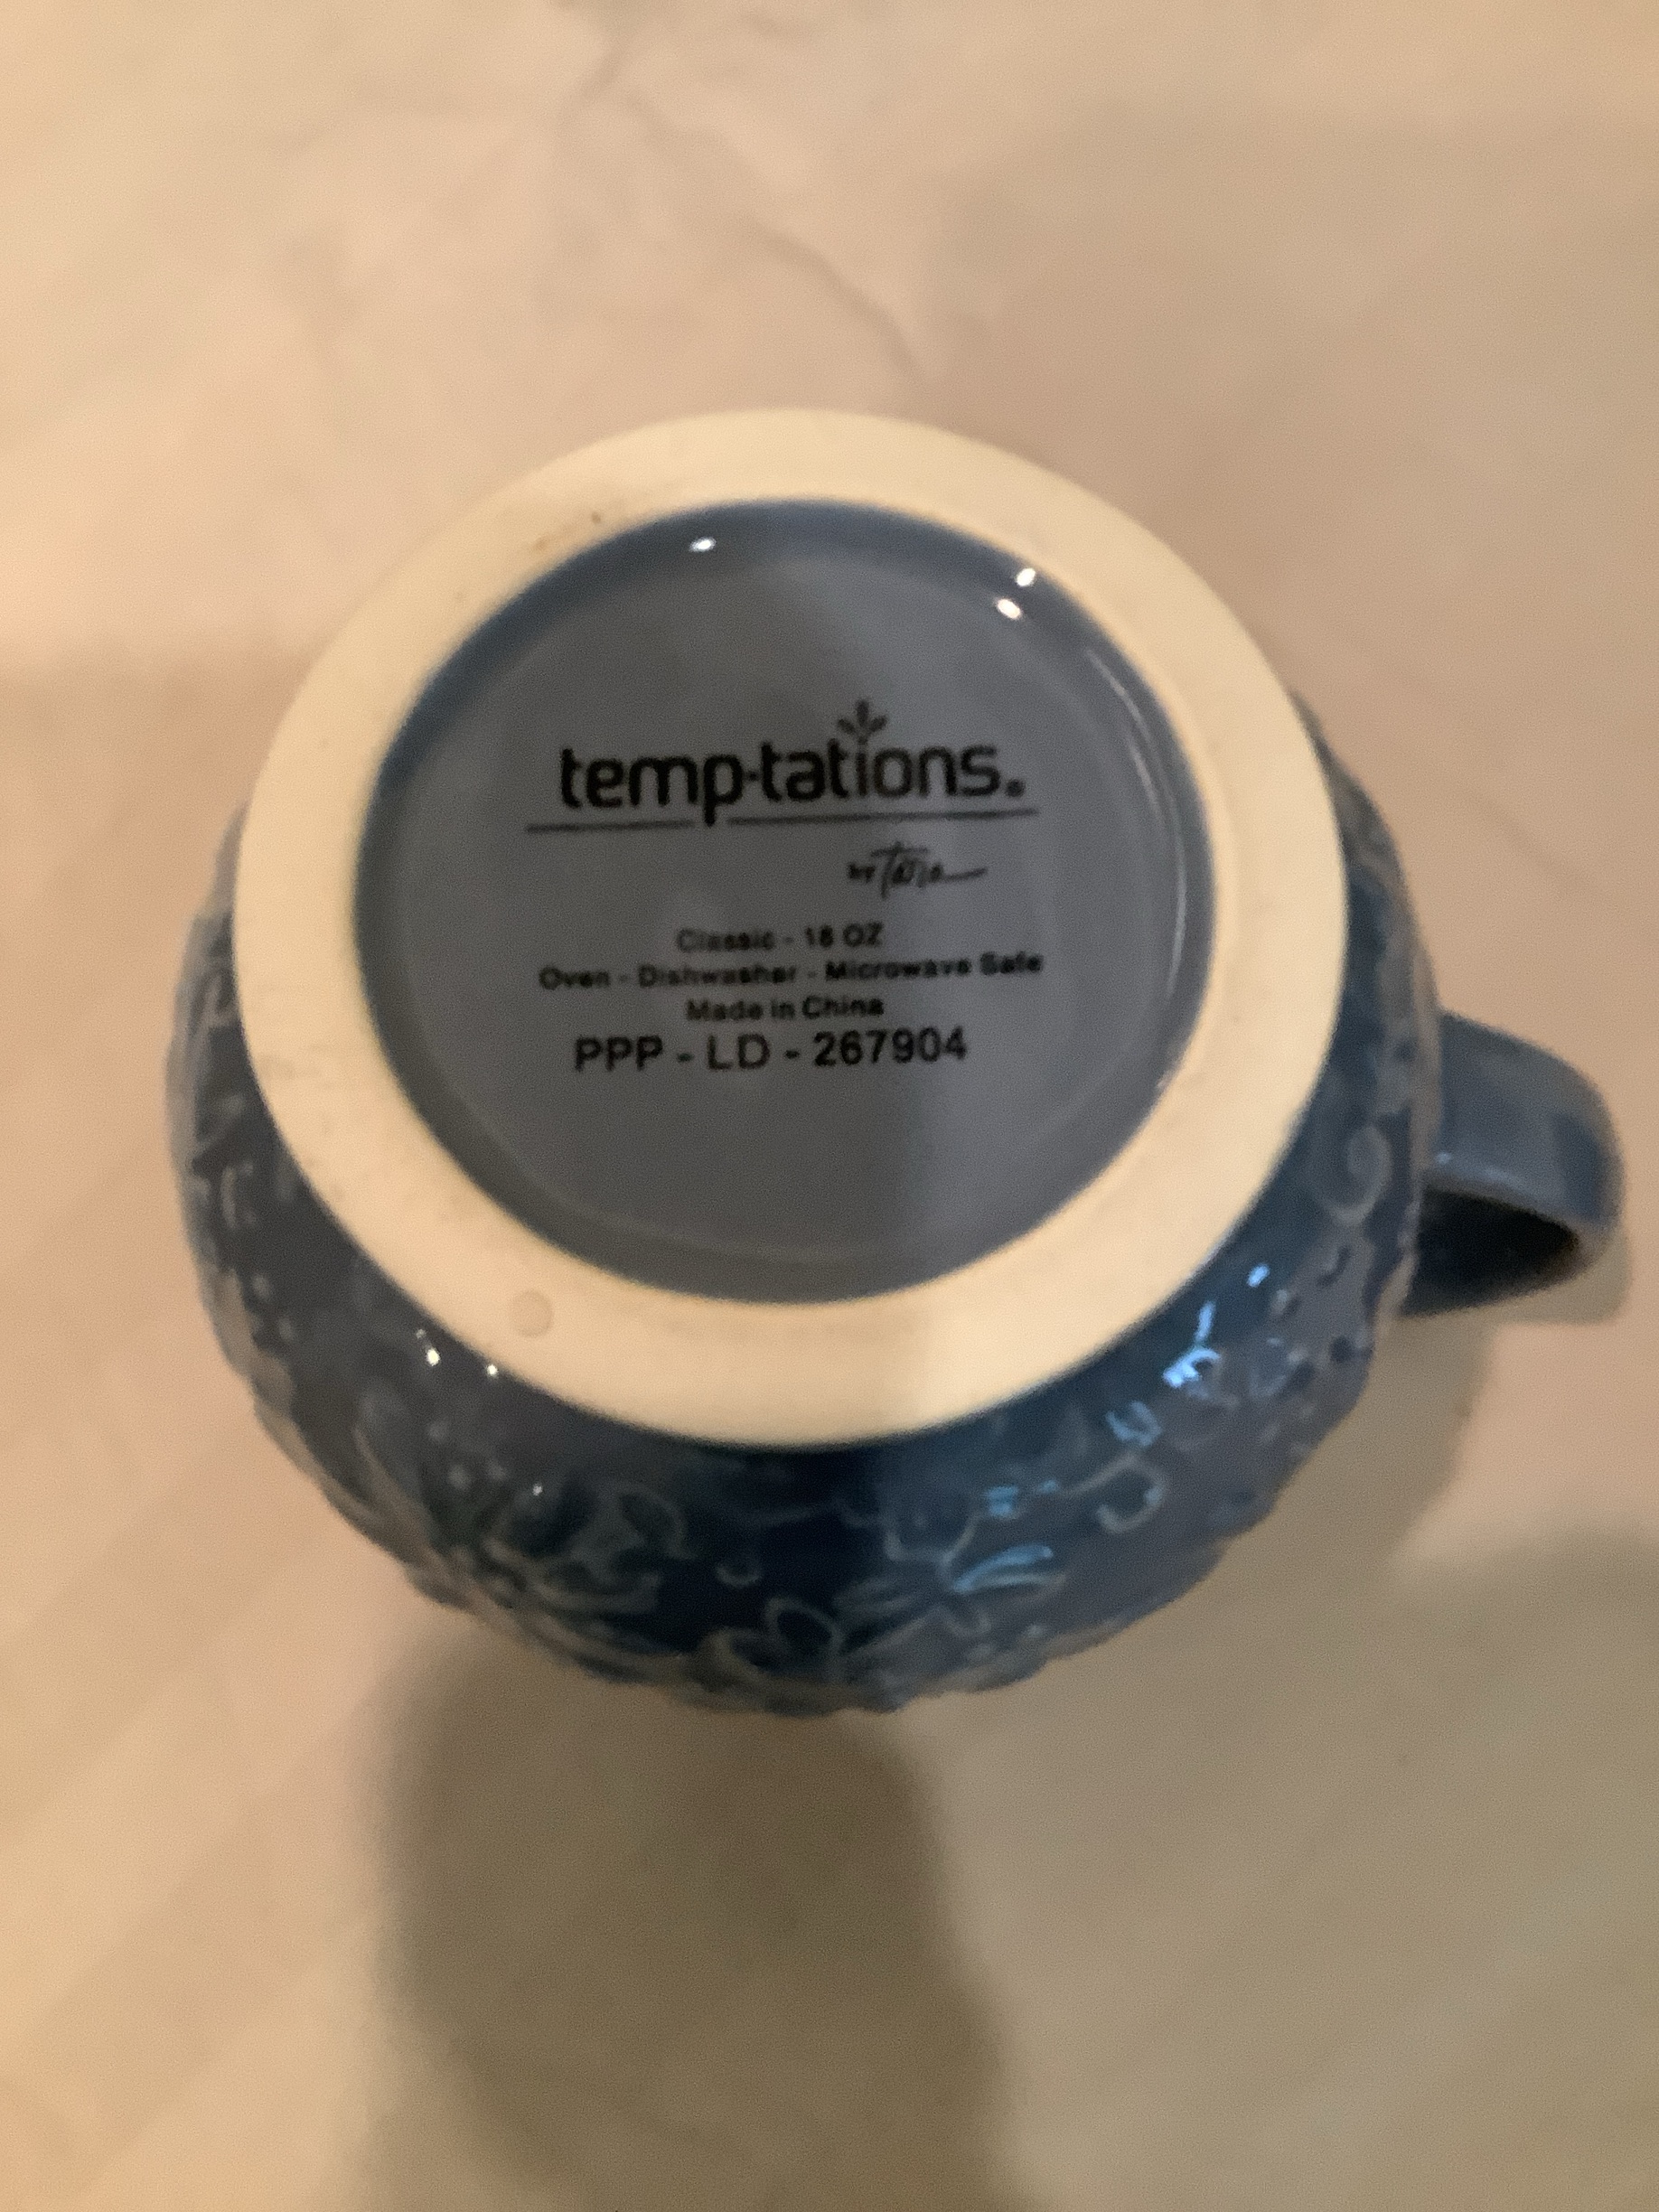 temp·tations®
by Tara
Classic - 18 OZ
Oven - Dishwasher - Microwave Safe
Made in China
PPP - LD - 267904